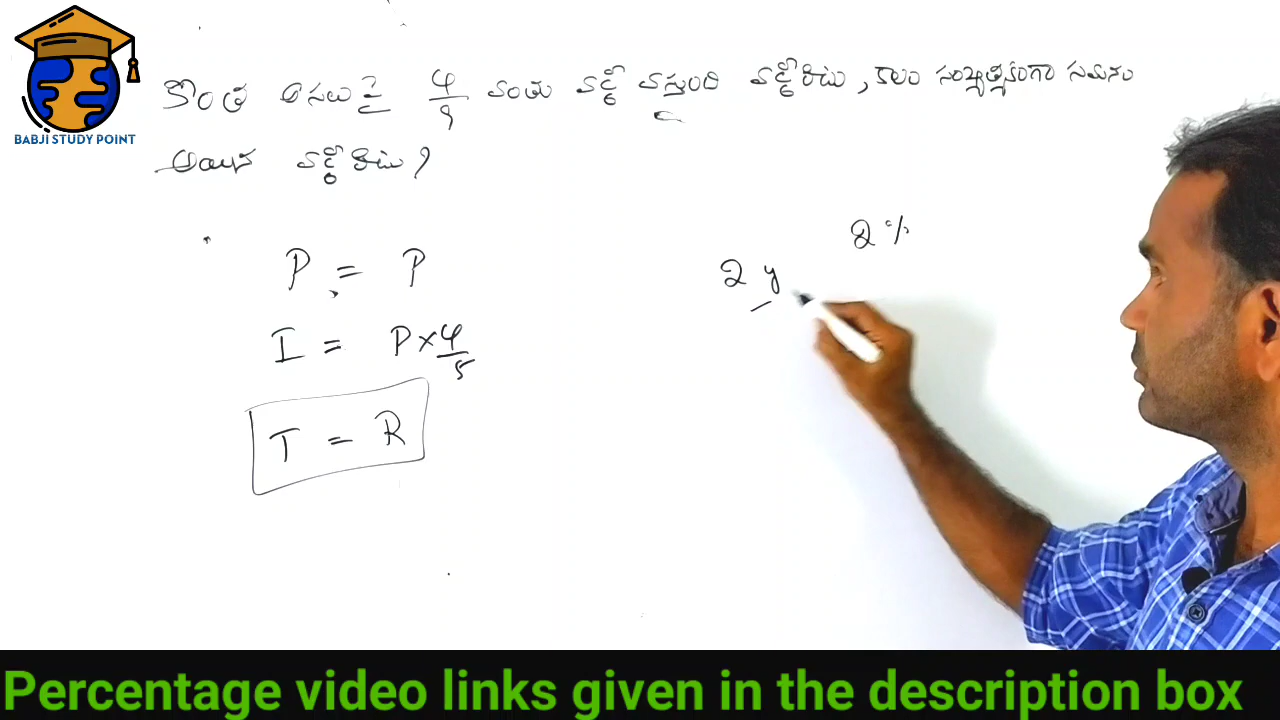 కొంత అసలు పై 4/9 వంతు వడ్డీ వస్తుంది వడ్డీరేటు, కాలం సంఖ్యాత్మకంగా సమానం
అయిన వడ్డీరేటు?
BABJI STUDY POINT
2 %
P = P
2 y
I = P × 4/5
T = R
Percentage video links given in the description box